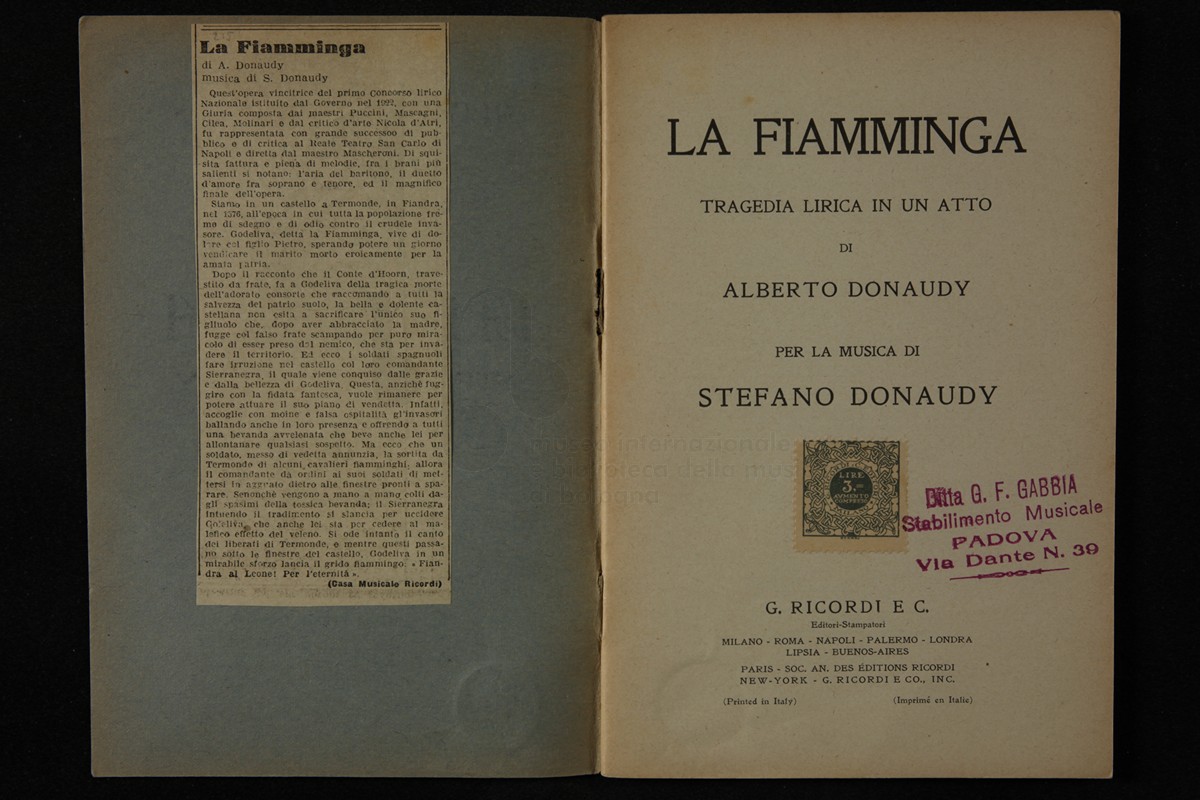 La Fiamminga
di A. Donaudy
musica di S. Donaudy
Quest'opera vincitrice del primo Concorso lirico
Nazionale istituito dal Governo nel 1922, con una
Giuria composta dai maestri Puccini, Mascagni,
Cilea, Molinari e dal critico d'arte Nicola d'Atri,
fu rappresentata con grande successoo di pub-
blico e di critica al Reale Teatro San Carlo di
Napoli e diretta dal maestro Mascheroni. Di squi-
sita fattura e piena di melodie, fra i brani più
salienti si notano: l'aria del baritono, il duetto
d'amore fra soprano e tenore, ed il magnifico
finale dell'opera.
Siamo in un castello a Termonde, in Fiandra,
nel 1576, all'epoca in cui tutta la popolazione fre-
me di sdegno e di odio contro il crudele inva-
sore. Godeliva, detta la Fiamminga, vive di do-
lore col figlio Pietro, sperando potere un giorno
vendicare il marito morto eroicamente per la
amata patria.
Dopo il racconto che il Conte d'Hoorn, trave-
stito da frate, fa a Godeliva della tragica morte
dell'adorato consorte che raccomando a tutti la
salvezza del patrio suolo, la bella e dolente ca-
stellana non esita a sacrificare l'unico suo fi-
gliuolo che, dopo aver abbracciato la madre,
fugge col falso frate scampando per puro mira-
colo di esser preso dal nemico, che sta per inva-
dere il territorio. Ed ecco i soldati spagnuoli
fare irruzione nel castello col loro comandante
Sierranegra, il quale viene conquiso dalle grazie
e dalla bellezza di Godeliva. Questa, anzichè fug-
giro con la fidata fantesca, vuole rimanere per
potere attuare il suo piano di vendetta. Infatti,
accoglie con moine e falsa ospitalità gl'invasori
ballando anche in loro presenza e offrendo a tutti
una bevanda avvelenata che beve anche lei per
allontanare qualsiasi sospetto. Ma ecco che un
soldato, messo di vedetta annunzia, la sortita da
Termonde di alcuni cavalieri fiamminghi, allora
il comandante da ordini ai suoi soldati di met-
tersi in agguato dietro alle finestre pronti a spa-
rare. Senonchè vengono a mano a mano colti da-
gli spasimi della tossica bevanda; il Sierranegra
intuendo il tradimento si slancia per uccidere
Godeliva, che anche lei sta per cedere al ma-
lefico effetto del veleno. Si ode intanto il canto
dei liberati di Termonde, e mentre questi passa-
no sotto le finestre del castello, Godeliva in un
mirabile sforzo lancia il grido fiammingo: « Fian-
dra al Leone! Per l'eternità ».
(Casa Musicale Ricordi)
LA FIAMMINGA
TRAGEDIA LIRICA IN UN ATTO
DI
ALBERTO DONAUDY
PER LA MUSICA DI
STEFANO DONAUDY
LIRE
3.00
AUMENTO
COMPRESO
Ditta G. F. GABBIA
Stabilimento Musicale
PADOVA
Via Dante N. 39
G. RICORDI E C.
Editori-Stampatori
MILANO - ROMA - NAPOLI - PALERMO - LONDRA
LIPSIA - BUENOS-AIRES
PARIS - SOC. AN. DES ÉDITIONS RICORDI
NEW-YORK - G. RICORDI E CO., INC.
(Printed in Italy) (Imprimé en Italie)